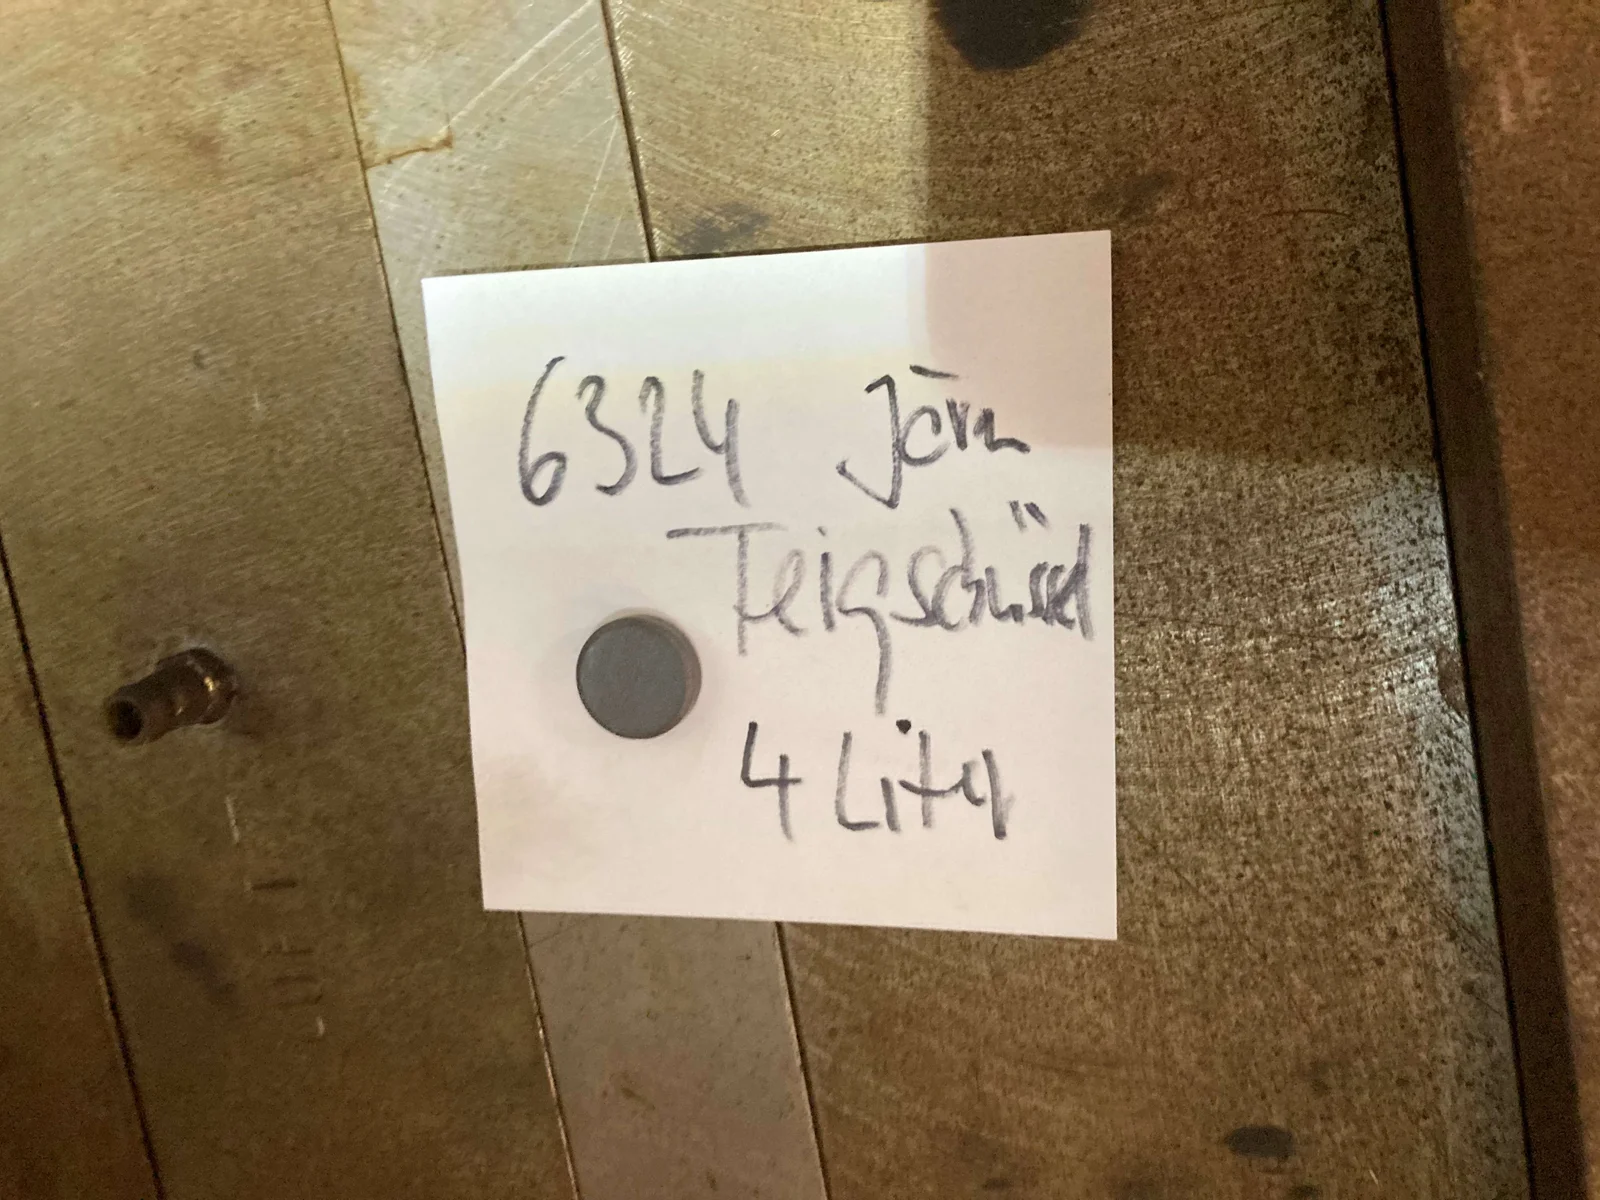 6324 Jörn
Teigschüssel
4 Liter